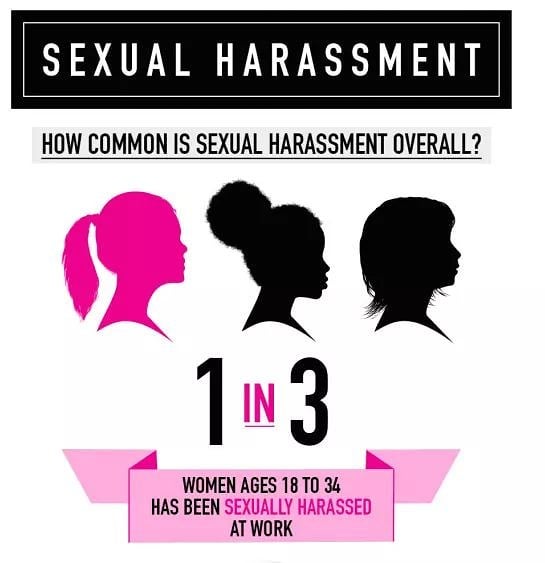 SEXUAL HARASSMENT
HOW COMMON IS SEXUAL HARASSMENT OVERALL?
1 IN 3
WOMEN AGES 18 TO 34
HAS BEEN SEXUALLY HARASSED
AT WORK